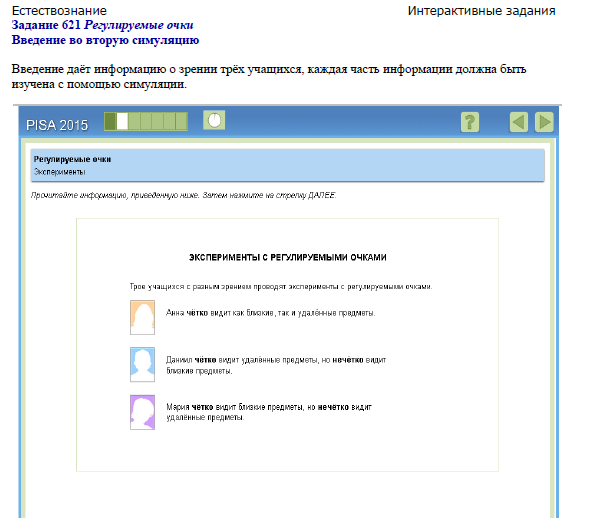 Естествознание Интерактивные задания
Задание 621 Регулируемые очки
Введение во вторую симуляцию
Введение даёт информацию о зрении трёх учащихся, каждая часть информации должна быть
изучена с помощью симуляции.
PISA 2015 ?
Регулируемые очки
Эксперименты
Прочитайте информацию, приведенную ниже. Затем нажмите на стрелку ДАЛЕЕ.
ЭКСПЕРИМЕНТЫ С РЕГУЛИРУЕМЫМИ ОЧКАМИ
Трое учащихся с разным зрением проводят эксперименты с регулируемыми очками.
Анна чётко видит как близкие, так и удалённые предметы.
Даниил чётко видит удалённые предметы, но нечётко видит
близкие предметы.
Мария чётко видит близкие предметы, но нечётко видит
удалённые предметы.